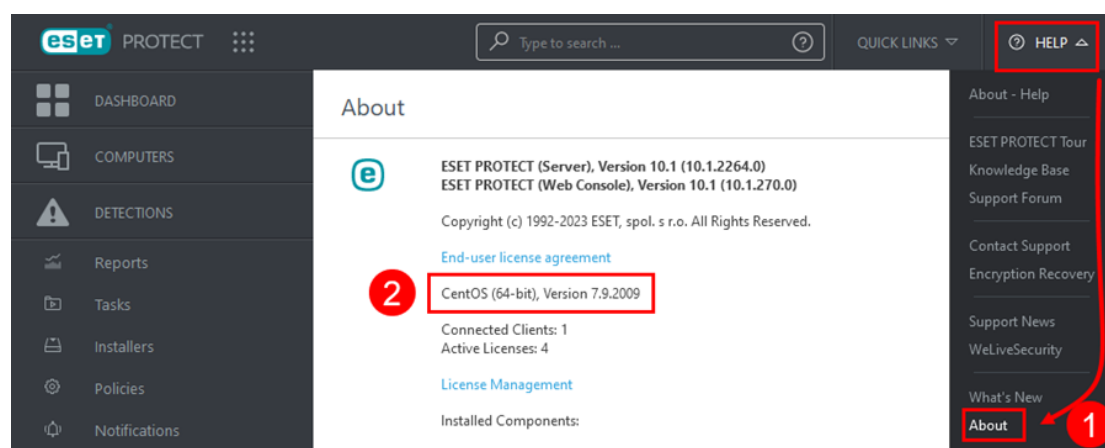 eset PROTECT
Type to search ...
QUICK LINKS
HELP
DASHBOARD
COMPUTERS
DETECTIONS
Reports
Tasks
Installers
Policies
Notifications
About
ESET PROTECT (Server), Version 10.1 (10.1.2264.0)
ESET PROTECT (Web Console), Version 10.1 (10.1.270.0)
Copyright (c) 1992-2023 ESET, spol. s r.o. All Rights Reserved.
End-user license agreement
2
CentOS (64-bit), Version 7.9.2009
Connected Clients: 1
Active Licenses: 4
License Management
Installed Components:
About - Help
ESET PROTECT Tour
Knowledge Base
Support Forum
Contact Support
Encryption Recovery
Support News
WeLiveSecurity
What's New
About
1